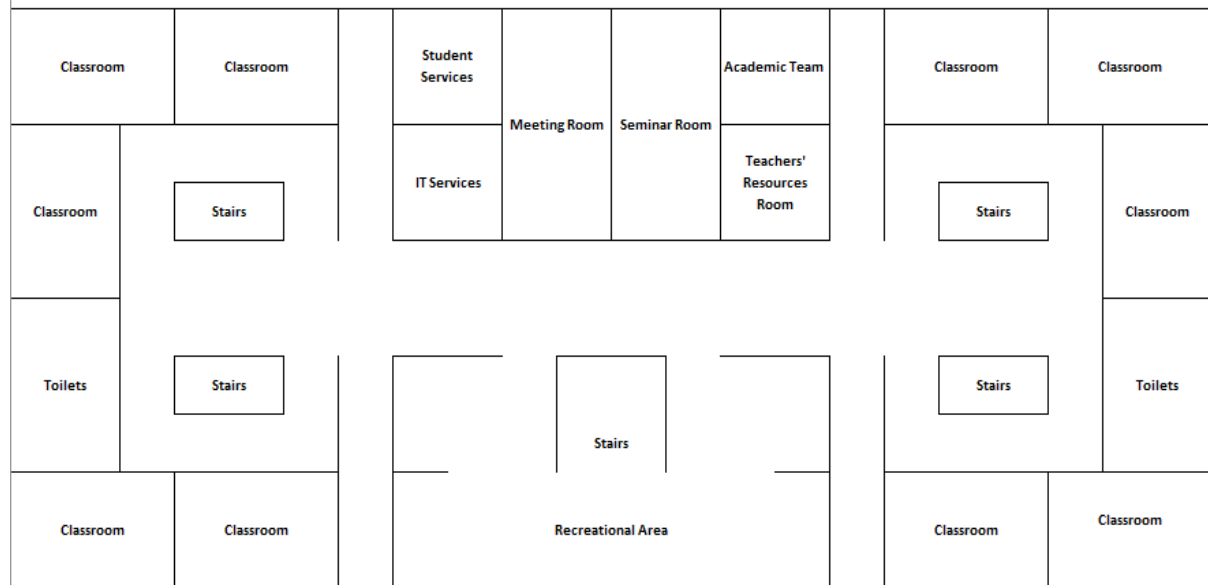 Classroom
Classroom
Student
Services
Academic Team
Classroom
Classroom
Meeting Room
Seminar Room
Classroom
Stairs
IT Services
Teachers'
Resources
Room
Stairs
Classroom
Toilets
Stairs
Stairs
Toilets
Stairs
Classroom
Classroom
Recreational Area
Classroom
Classroom